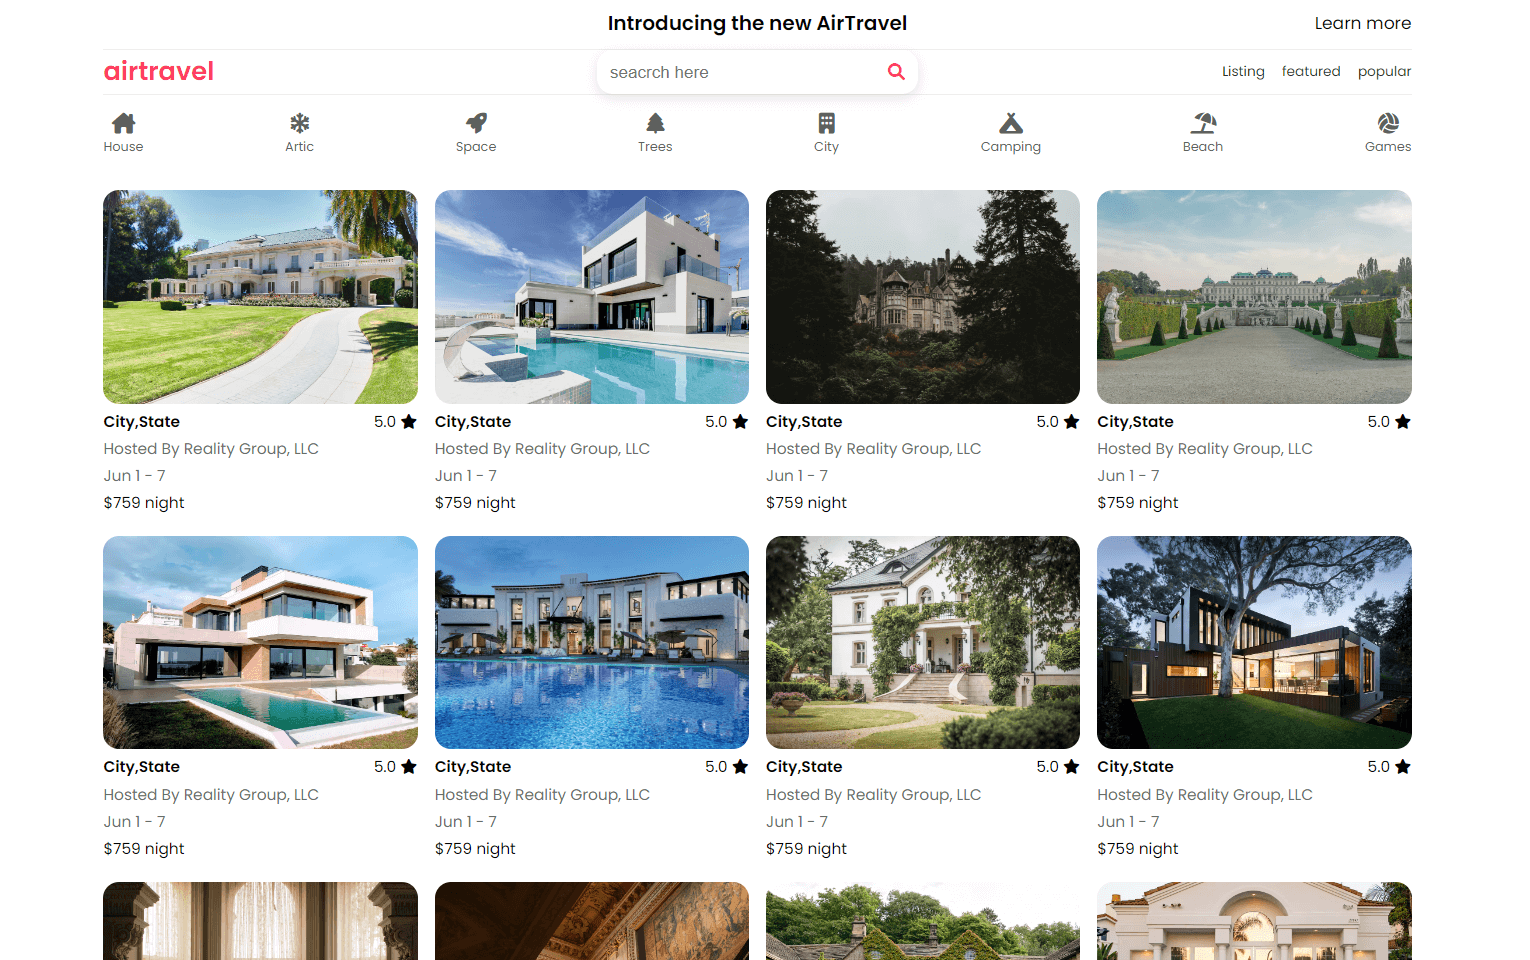 Introducing the new AirTravel
Learn more
airtravel
seacrch here
Listing featured popular
House Artic Space Trees City Camping Beach Games
City,State 5.0 City,State 5.0 City,State 5.0 City,State 5.0
Hosted By Reality Group, LLC Hosted By Reality Group, LLC Hosted By Reality Group, LLC Hosted By Reality Group, LLC
Jun 1 - 7 Jun 1 - 7 Jun 1 - 7 Jun 1 - 7
$759 night $759 night $759 night $759 night
City,State 5.0 City,State 5.0 City,State 5.0 City,State 5.0
Hosted By Reality Group, LLC Hosted By Reality Group, LLC Hosted By Reality Group, LLC Hosted By Reality Group, LLC
Jun 1 - 7 Jun 1 - 7 Jun 1 - 7 Jun 1 - 7
$759 night $759 night $759 night $759 night